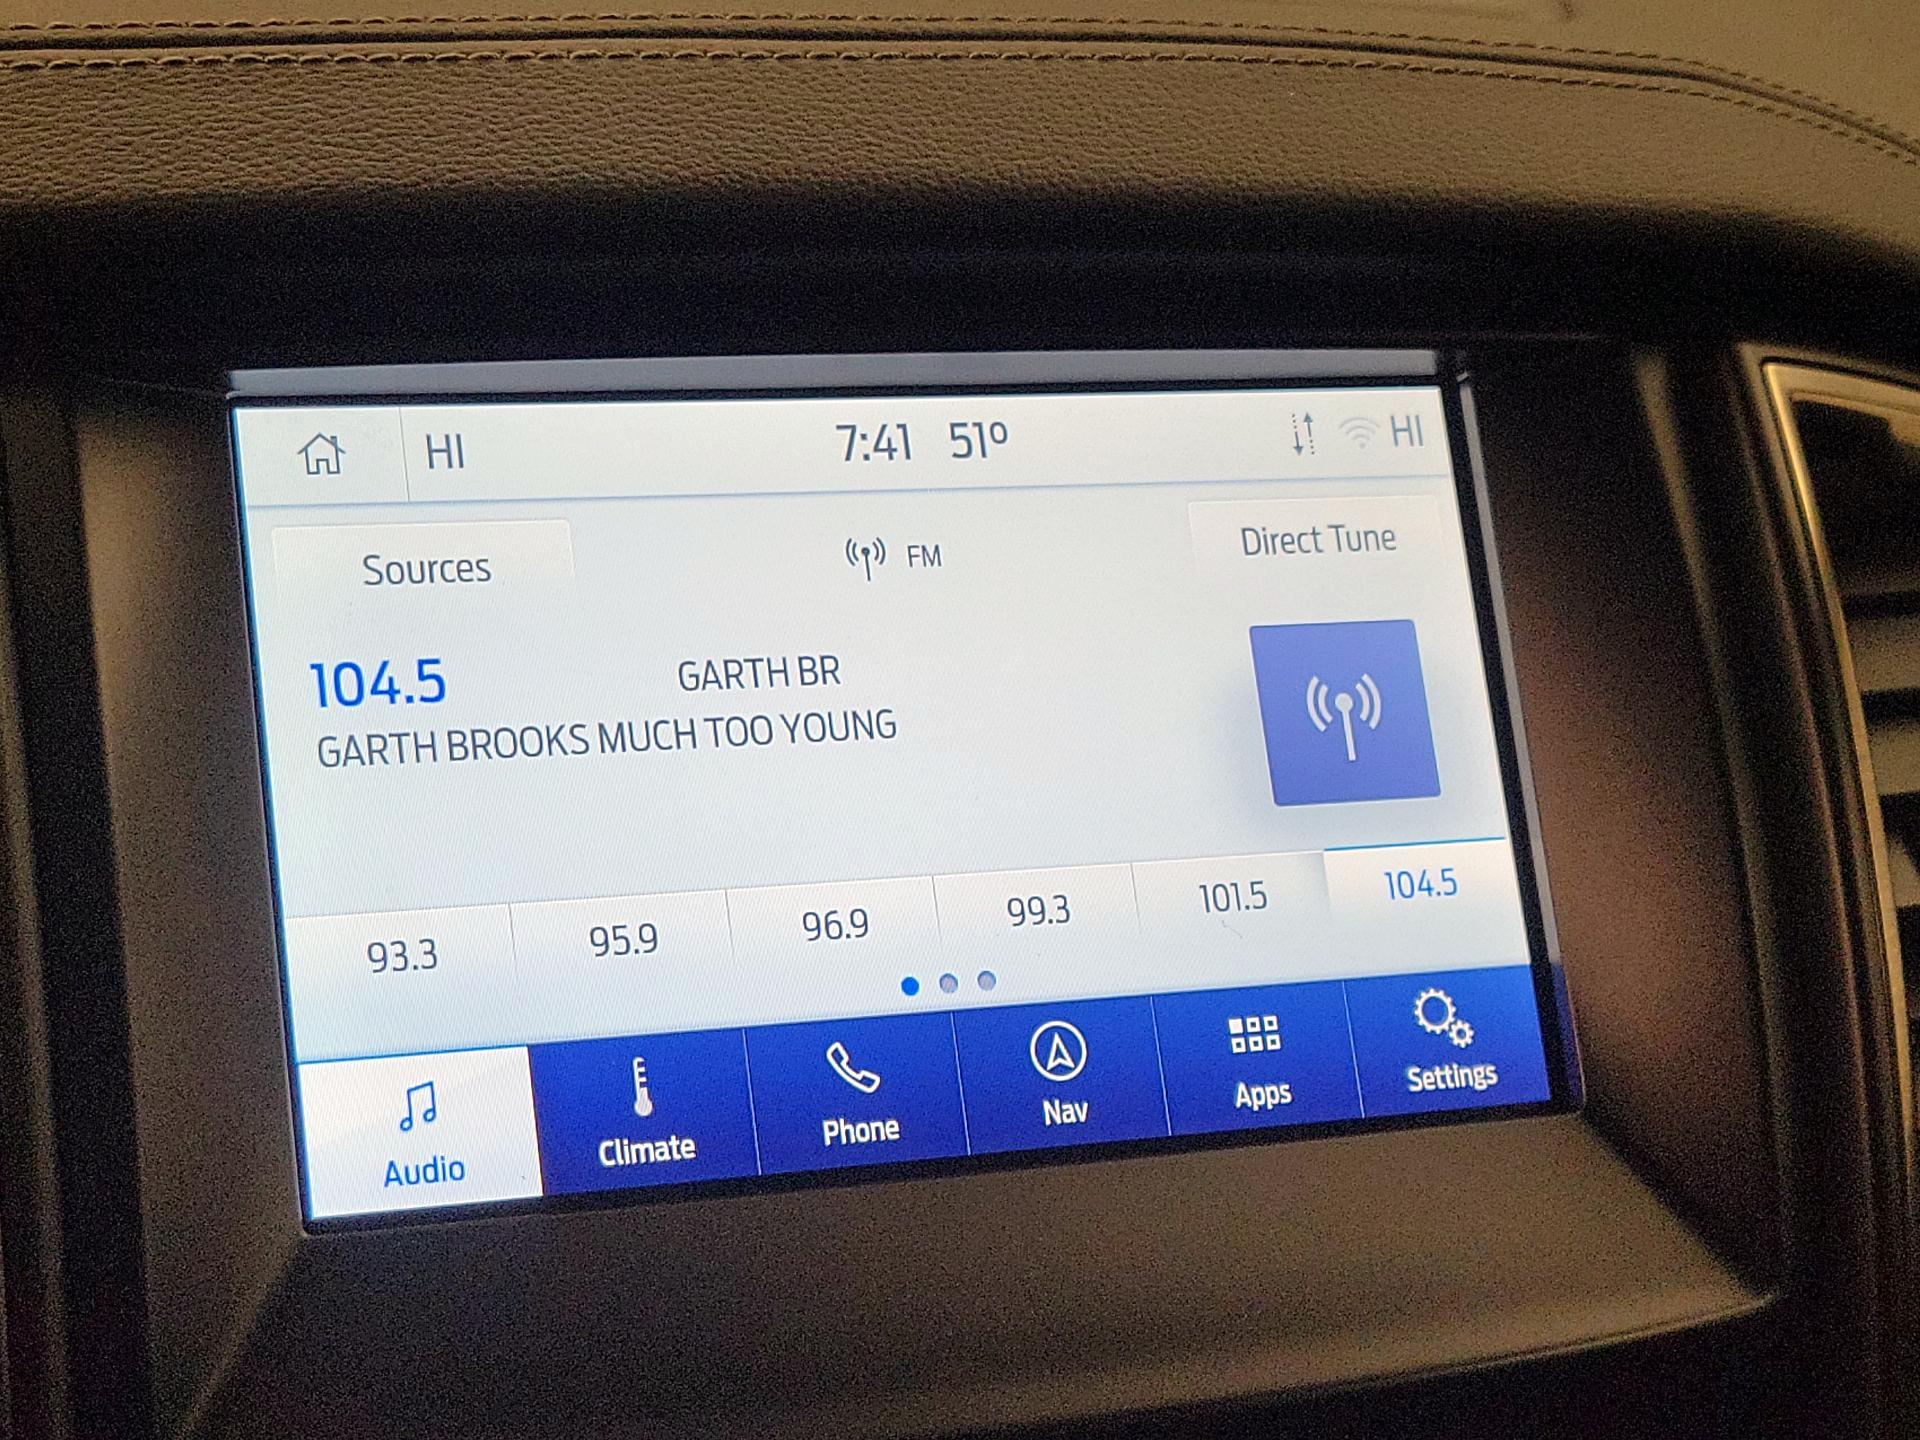 HI 7:41 51° HI
Sources FM Direct Tune
104.5 GARTH BR
GARTH BROOKS MUCH TOO YOUNG
93.3 95.9 96.9 99.3 101.5 104.5
Audio Climate Phone Nav Apps Settings